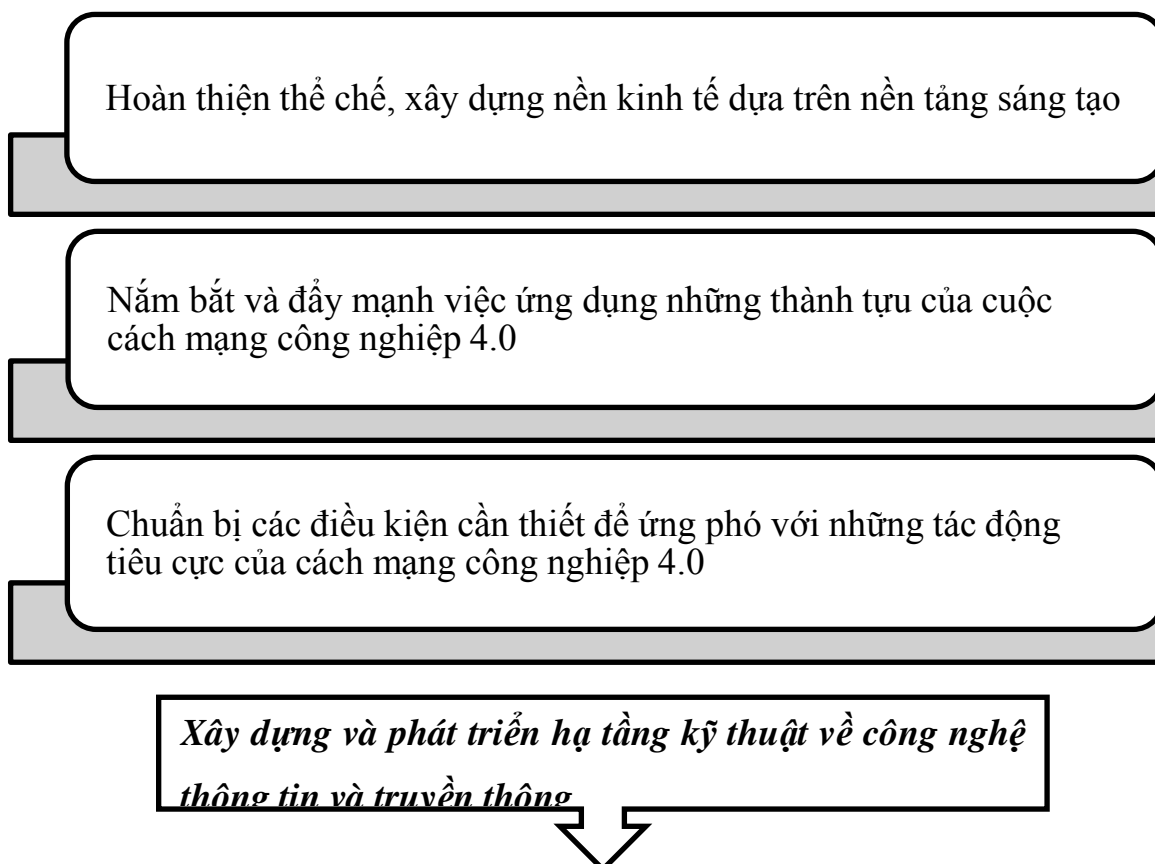 Hoàn thiện thể chế, xây dựng nền kinh tế dựa trên nền tảng sáng tạo
Nắm bắt và đẩy mạnh việc ứng dụng những thành tựu của cuộc
cách mạng công nghiệp 4.0
Chuẩn bị các điều kiện cần thiết để ứng phó với những tác động
tiêu cực của cách mạng công nghiệp 4.0
Xây dựng và phát triển hạ tầng kỹ thuật về công nghệ
thông tin và truyền thông